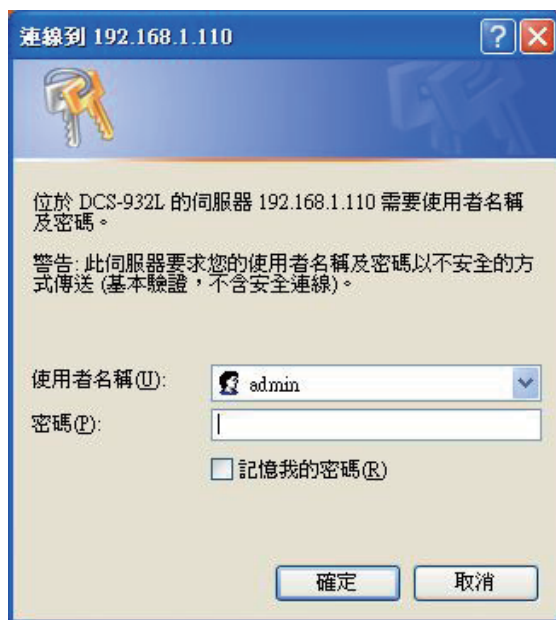 連線到 192.168.1.110
位於 DCS-932L 的伺服器 192.168.1.110 需要使用者名稱
及密碼。
警告: 此伺服器要求您的使用者名稱及密碼以不安全的方
式傳送 (基本驗證，不含安全連線)。
使用者名稱(U):
admin
密碼(P):
記憶我的密碼(R)
確定
取消